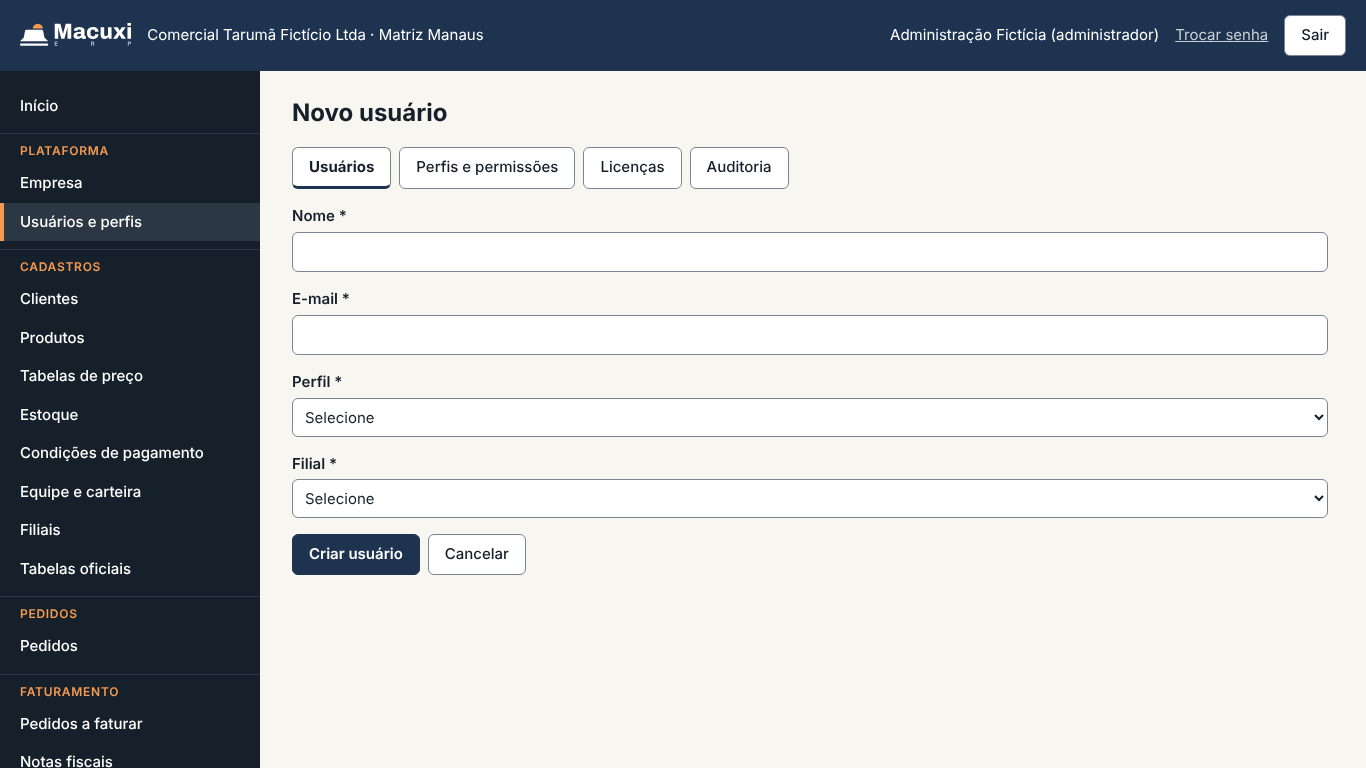 Macuxi
E R P
Comercial Tarumã Fictício Ltda · Matriz Manaus
Administração Fictícia (administrador)
Trocar senha
Sair
Início
PLATAFORMA
Empresa
Usuários e perfis
CADASTROS
Clientes
Produtos
Tabelas de preço
Estoque
Condições de pagamento
Equipe e carteira
Filiais
Tabelas oficiais
PEDIDOS
Pedidos
FATURAMENTO
Pedidos a faturar
Notas fiscais
Novo usuário
Usuários
Perfis e permissões
Licenças
Auditoria
Nome *
E-mail *
Perfil *
Selecione
Filial *
Selecione
Criar usuário
Cancelar